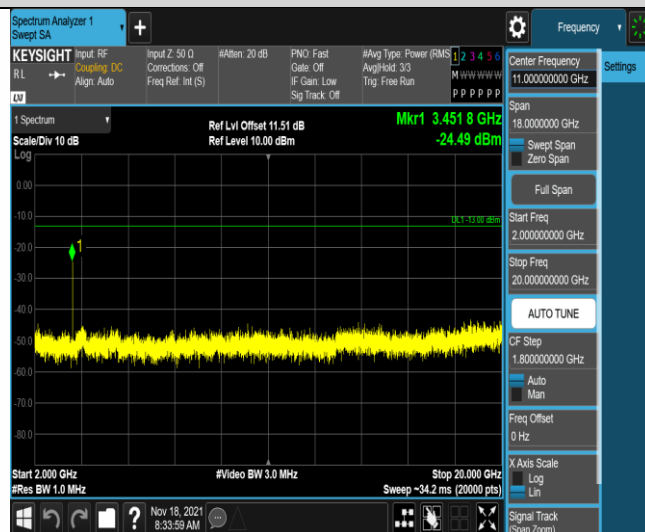 Spectrum Analyzer 1
Swept SA
Frequency
KEYSIGHT
RL
Input: RF
Coupling: DC
Align: Auto
Input Z: 50 Ω
Corrections: Off
Freq Ref: Int (S)
#Atten: 20 dB
PNO: Fast
Gate: Off
IF Gain: Low
Sig Track: Off
#Avg Type: Power (RMS
Avg|Hold: 3/3
Trig: Free Run
1 2 3 4 5 6
M W W W W W
P P P P P P
LXI
1 Spectrum
Scale/Div 10 dB
Log
Ref Lvl Offset 11.51 dB
Ref Level 10.00 dBm
Mkr1 3.451 8 GHz
-24.49 dBm
0.00
-10.0
DL1 -13.00 dBm
-20.0
1
-30.0
-40.0
-50.0
-60.0
-70.0
-80.0
Start 2.000 GHz
#Res BW 1.0 MHz
#Video BW 3.0 MHz
Stop 20.000 GHz
Sweep ~34.2 ms (20000 pts)
Center Frequency
11.000000000 GHz
Settings
Span
18.0000000 GHz
Swept Span
Zero Span
Full Span
Start Freq
2.000000000 GHz
Stop Freq
20.000000000 GHz
AUTO TUNE
CF Step
1.800000000 GHz
Auto
Man
Freq Offset
0 Hz
X Axis Scale
Log
Lin
Signal Track
(Span Zoom)
?
Nov 18, 2021
8:33:59 AM